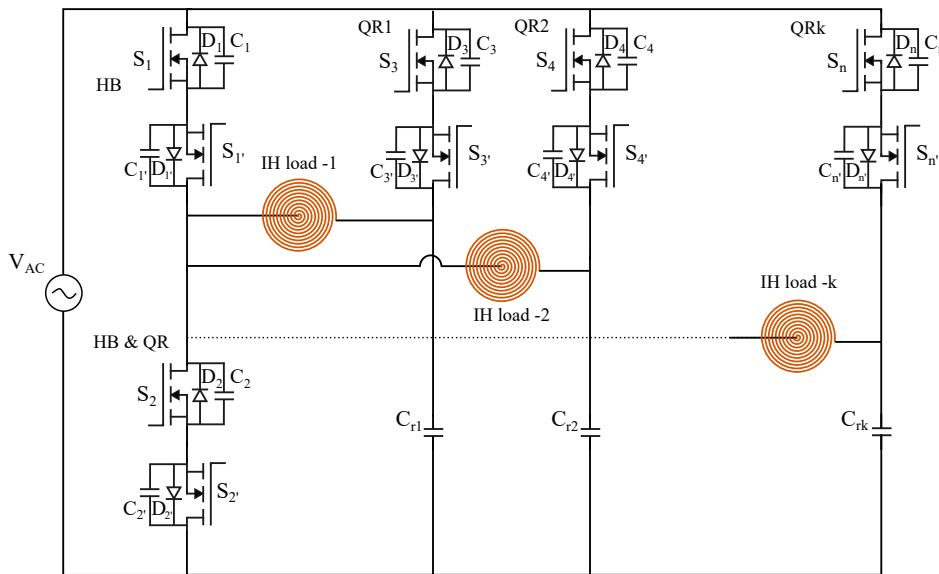 QR1
QR2
QRk
D1
C1
S1
HB
D3
C3
S3
D4
C4
S4
Dn
Sn
C1'
D1'
S1'
C3'
D3'
S3'
C4'
D4'
S4'
Cn'
Dn'
Sn'
IH load -1
VAC
IH load -2
IH load -k
HB & QR
D2
C2
S2
Cr1
Cr2
Crk
C2'
D2'
S2'